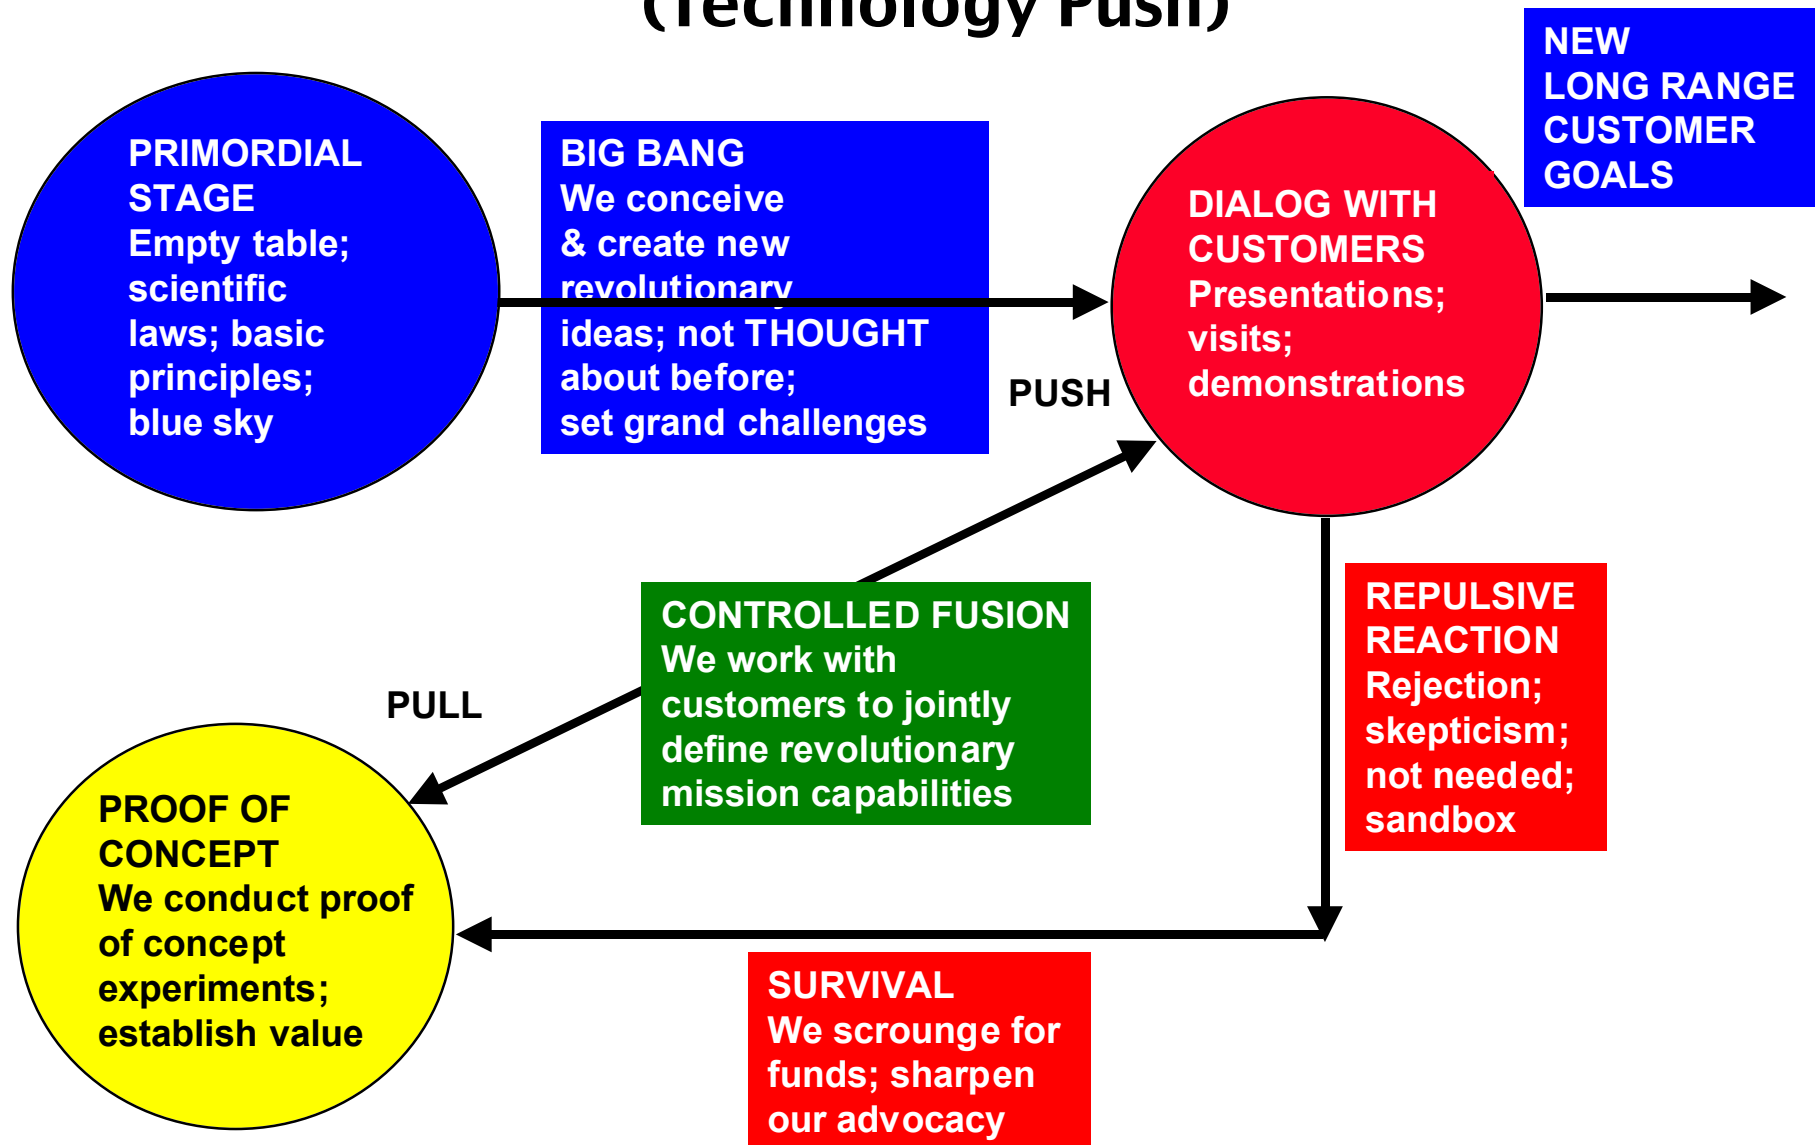 (Technology Push)
PRIMORDIAL
STAGE
Empty table;
scientific
laws; basic
principles;
blue sky
BIG BANG
We conceive
& create new
revolutionary
ideas; not THOUGHT
about before;
set grand challenges
DIALOG WITH
CUSTOMERS
Presentations;
visits;
demonstrations
NEW
LONG RANGE
CUSTOMER
GOALS
PUSH
CONTROLLED FUSION
We work with
customers to jointly
define revolutionary
mission capabilities
PULL
REPULSIVE
REACTION
Rejection;
skepticism;
not needed;
sandbox
PROOF OF
CONCEPT
We conduct proof
of concept
experiments;
establish value
SURVIVAL
We scrounge for
funds; sharpen
our advocacy